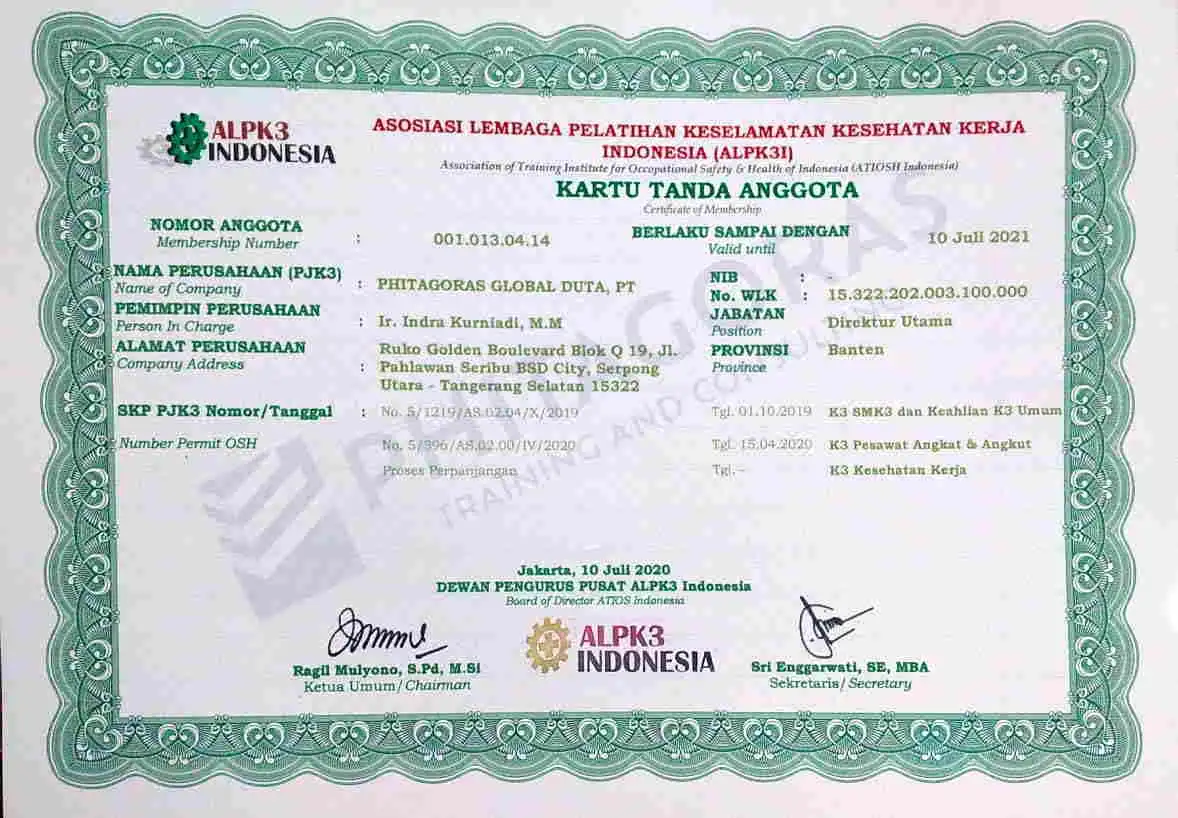 ALPK3
INDONESIA
ASOSIASI LEMBAGA PELATIHAN KESELAMATAN KESEHATAN KERJA
INDONESIA (ALPK3I)
Association of Training Institute for Occupational Safety & Health of Indonesia (ATIOSH Indonesia)
KARTU TANDA ANGGOTA
Certificate of Membership
NOMOR ANGGOTA : 001.013.04.14 BERLAKU SAMPAI DENGAN 10 Juli 2021
Membership Number Valid until
NAMA PERUSAHAAN (PJK3) : PHITAGORAS GLOBAL DUTA, PT NIB : -
Name of Company No. WLK : 15.322.202.003.100.000
PEMIMPIN PERUSAHAAN : Ir. Indra Kurniadi, M.M JABATAN Direktur Utama
Person In Charge Position
ALAMAT PERUSAHAAN : Ruko Golden Boulevard Blok Q 19, Jl. PROVINSI Banten
Company Address Pahlawan Seribu BSD City, Serpong Province
Utara - Tangerang Selatan 15322
SKP PJK3 Nomor/Tanggal : No. 5/1219/AS.02.04/X/2019 Tgl. 01.10.2019 K3 SMK3 dan Keahlian K3 Umum
Number Permit OSH No. 5/396/AS.02.00/IV/2020 Tgl. 15.04.2020 K3 Pesawat Angkat & Angkut
Proses Perpanjangan Tgl.- K3 Kesehatan Kerja
PHITAGORAS
TRAINING AND CONSULTING
Jakarta, 10 Juli 2020
DEWAN PENGURUS PUSAT ALPK3 Indonesia
Board of Director ATIOS Indonesia
ALPK3
INDONESIA
Ragil Mulyono, S.Pd, M.Si Sri Enggarwati, SE, MBA
Ketua Umum/Chairman Sekretaris/Secretary